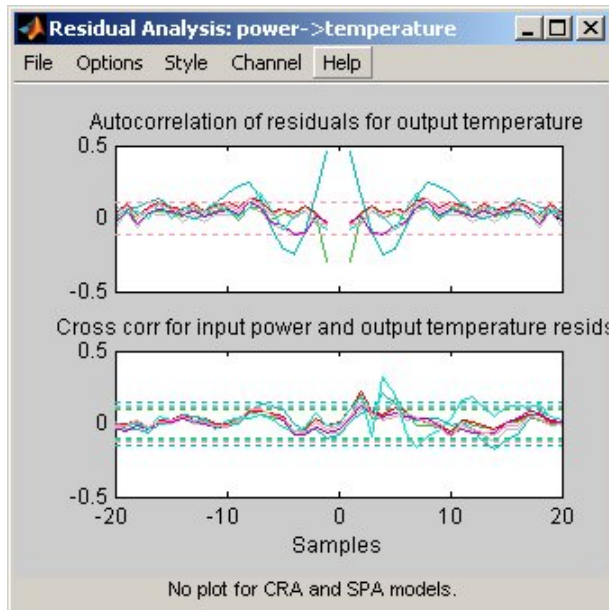 Residual Analysis: power->temperature
File Options Style Channel Help
Autocorrelation of residuals for output temperature
0.5
0
-0.5
Cross corr for input power and output temperature resids
0.5
0
-0.5
-20 -10 0 10 20
Samples
No plot for CRA and SPA models.